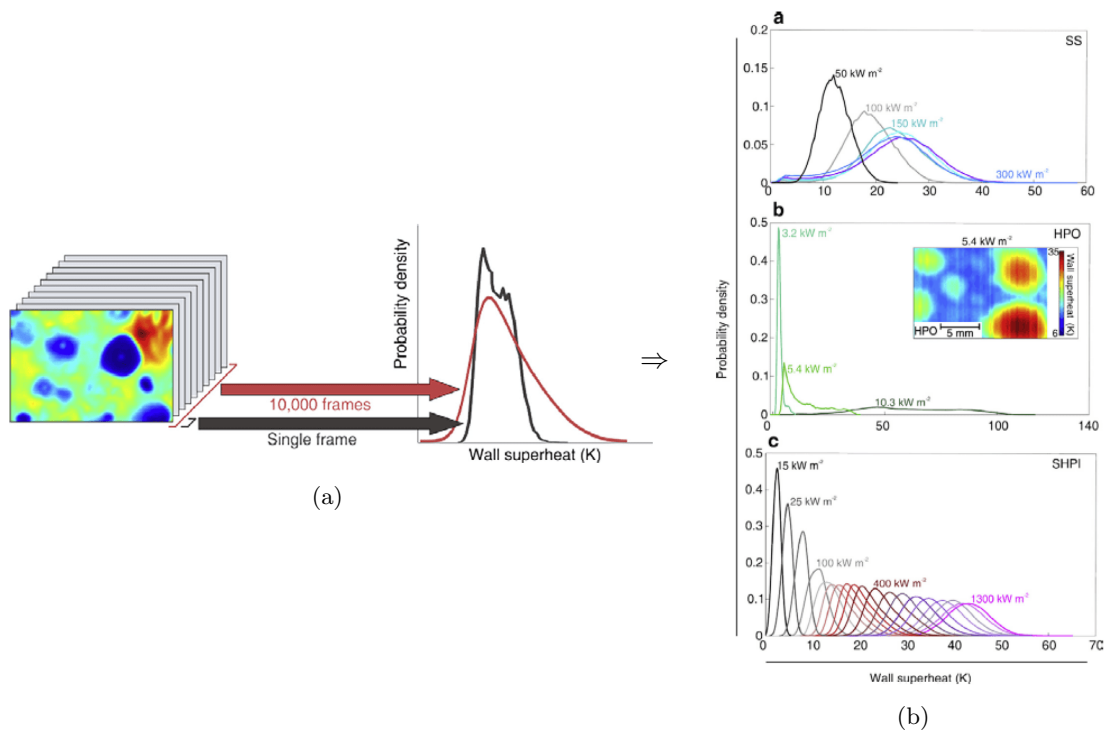 Probability density
10,000 frames
Single frame
Wall superheat (K)
(a)
⇒
a
SS
0.2
0.15
0.1
0.05
0
50 kW m-2
100 kW m-2
150 kW m-2
300 kW m-2
10 20 30 40 50 60
b
HPO
0.5
0.4
0.3
0.2
0.1
0
3.2 kW m-2
5.4 kW m-2
5.4 kW m-2
35
Wall superheat (K)
6
HPO
5 mm
10.3 kW m-2
0 50 100 140
Probability density
c
SHPI
0.5
0.4
0.3
0.2
0.1
0
15 kW m-2
25 kW m-2
100 kW m-2
400 kW m-2
1300 kW m-2
0 10 20 30 40 50 60 70
Wall superheat (K)
(b)